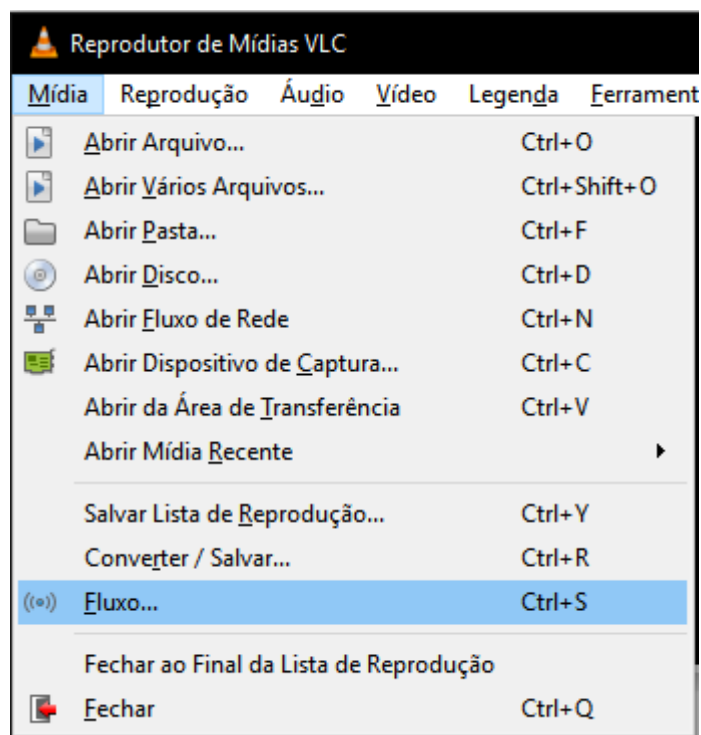 Reprodutor de Mídias VLC
Mídia Reprodução Áudio Vídeo Legenda Ferrament
Abrir Arquivo... Ctrl+O
Abrir Vários Arquivos... Ctrl+Shift+O
Abrir Pasta... Ctrl+F
Abrir Disco... Ctrl+D
Abrir Fluxo de Rede Ctrl+N
Abrir Dispositivo de Captura... Ctrl+C
Abrir da Área de Transferência Ctrl+V
Abrir Mídia Recente
Salvar Lista de Reprodução... Ctrl+Y
Converter / Salvar... Ctrl+R
Fluxo... Ctrl+S
Fechar ao Final da Lista de Reprodução
Fechar Ctrl+Q